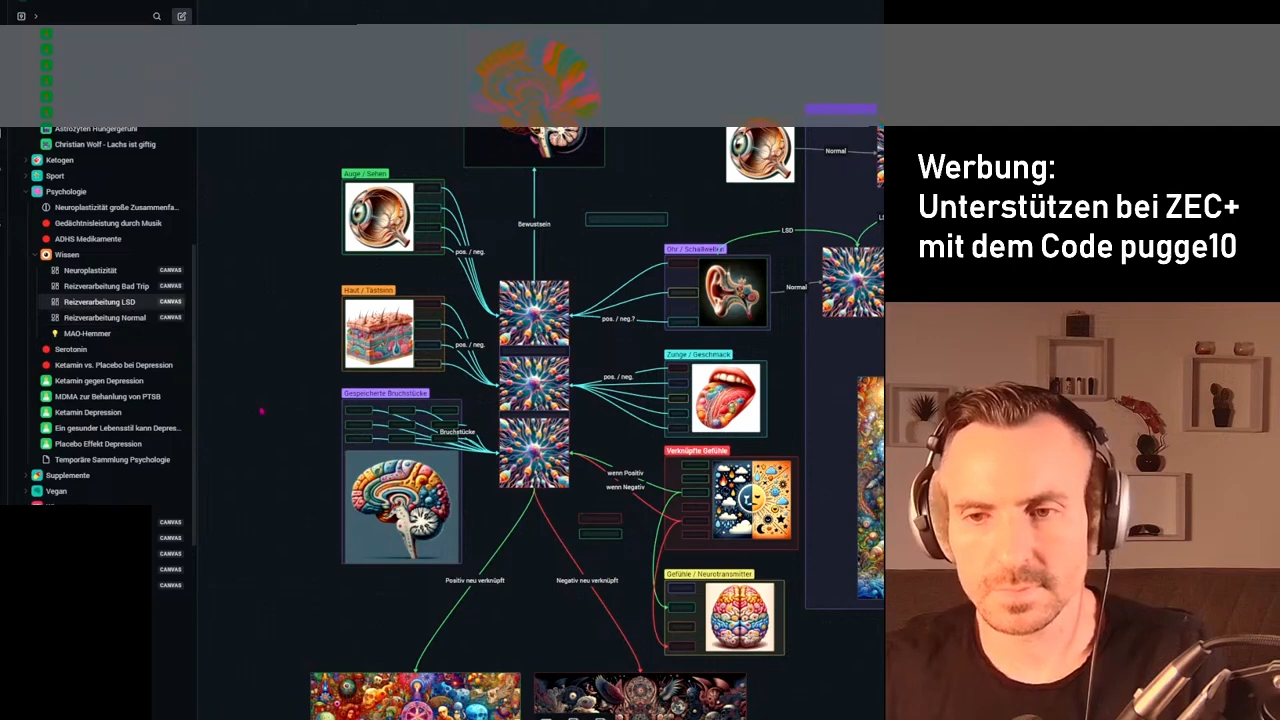 Astrozyten Hungergefühl
Christian Wolf - Lachs ist giftig
Ketogen
Sport
Psychologie
Neuroplastizität große Zusammenfa...
Gedächtnisleistung durch Musik
ADHS Medikamente
Wissen
Neuroplastizität CANVAS
Reizverarbeitung Bad Trip CANVAS
Reizverarbeitung LSD CANVAS
Reizverarbeitung Normal CANVAS
MAO-Hemmer
Serotonin
Ketamin vs. Placebo bei Depression
Ketamin gegen Depression
MDMA zur Behanlung von PTSB
Ketamin Depression
Ein gesunder Lebensstil kann Depres...
Placebo Effekt Depression
Temporäre Sammlung Psychologie
Supplemente
Vegan
CANVAS
CANVAS
CANVAS
CANVAS
CANVAS
Auge / Sehen
pos. / neg.
Haut / Tastsinn
pos. / neg.
Gespeicherte Bruchstücke
Bruchstücke
Bewustsein
Normal
LSD
Ohr / Schallwellen
Normal
pos. / neg.?
Zunge / Geschmack
pos. / neg.
Verknüpfte Gefühle
wenn Positiv
wenn Negativ
Gefühle / Neurotransmitter
Positiv neu verknüpft
Negativ neu verknüpft
Werbung:
Unterstützen bei ZEC+
mit dem Code pugge10